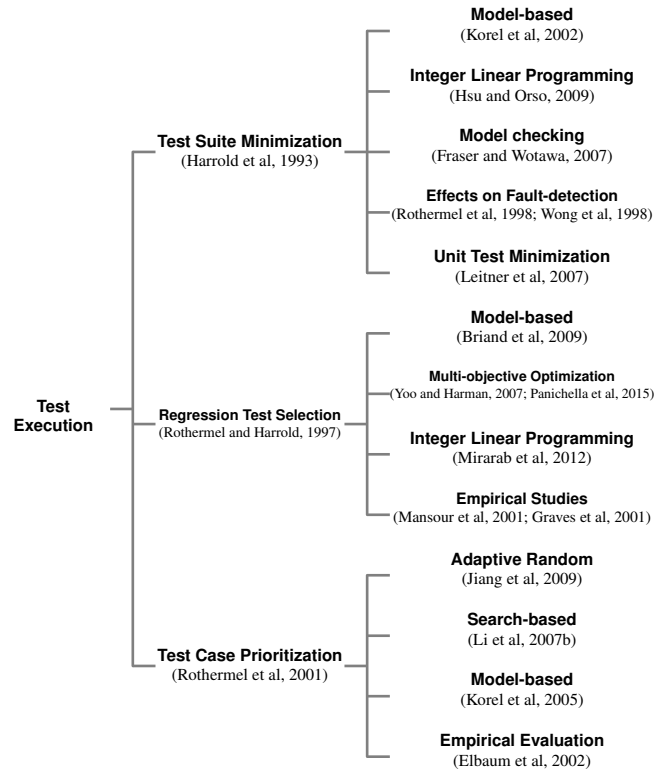 Model-based
(Korel et al, 2002)
Integer Linear Programming
(Hsu and Orso, 2009)
Test Suite Minimization
(Harrold et al, 1993)
Model checking
(Fraser and Wotawa, 2007)
Effects on Fault-detection
(Rothermel et al, 1998; Wong et al, 1998)
Unit Test Minimization
(Leitner et al, 2007)
Model-based
(Briand et al, 2009)
Multi-objective Optimization
(Yoo and Harman, 2007; Panichella et al, 2015)
Test
Execution
Regression Test Selection
(Rothermel and Harrold, 1997)
Integer Linear Programming
(Mirarab et al, 2012)
Empirical Studies
(Mansour et al, 2001; Graves et al, 2001)
Adaptive Random
(Jiang et al, 2009)
Search-based
(Li et al, 2007b)
Test Case Prioritization
(Rothermel et al, 2001)
Model-based
(Korel et al, 2005)
Empirical Evaluation
(Elbaum et al, 2002)